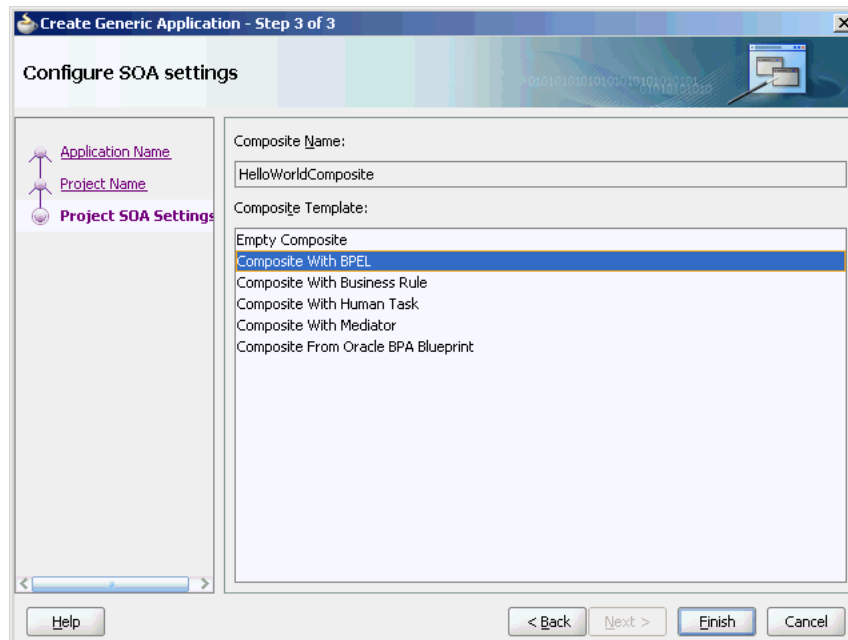 Create Generic Application - Step 3 of 3
Configure SOA settings
Application Name
Project Name
Project SOA Settings
Composite Name:
HelloWorldComposite
Composite Template:
Empty Composite
Composite With BPEL
Composite With Business Rule
Composite With Human Task
Composite With Mediator
Composite From Oracle BPA Blueprint
Help
< Back
Next >
Finish
Cancel